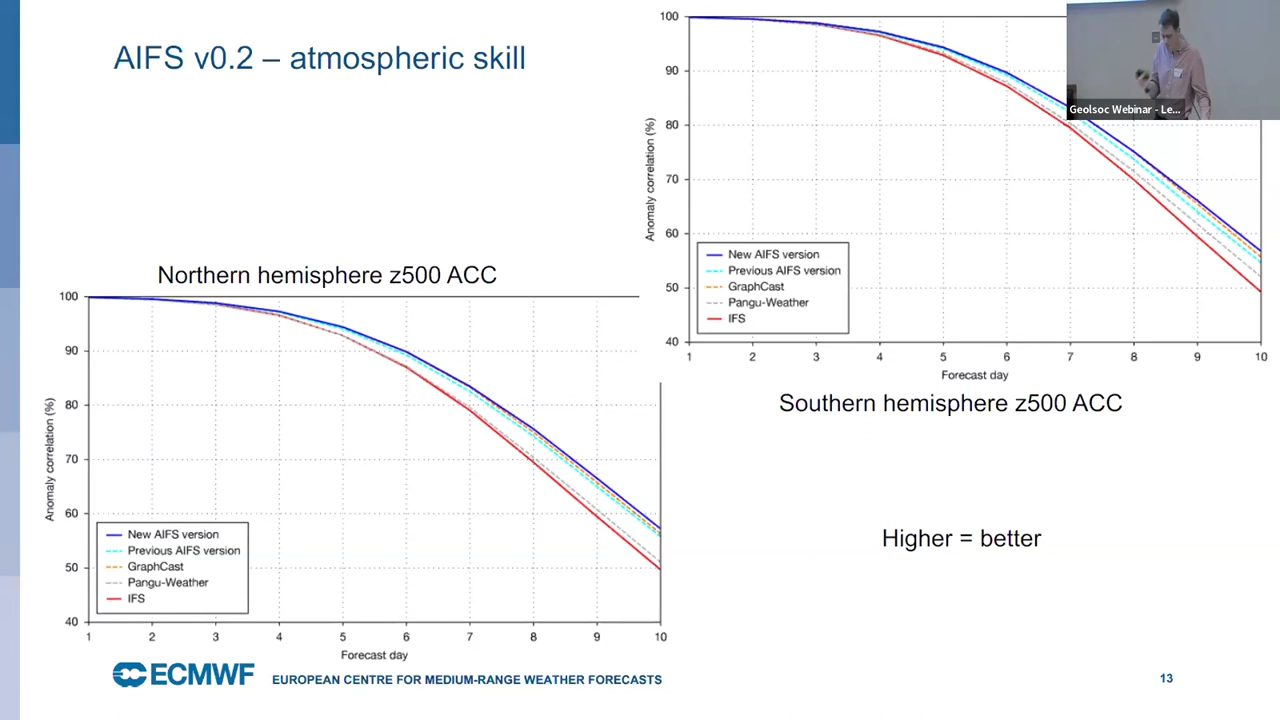 AIFS v0.2 – atmospheric skill
Northern hemisphere z500 ACC
100
90
80
70
60
50
40
Anomaly correlation (%)
New AIFS version
Previous AIFS version
GraphCast
Pangu-Weather
IFS
1 2 3 4 5 6 7 8 9 10
Forecast day
100
90
80
70
60
50
40
Anomaly correlation (%)
New AIFS version
Previous AIFS version
GraphCast
Pangu-Weather
IFS
1 2 3 4 5 6 7 8 9 10
Forecast day
Geolsoc Webinar - Le...
Southern hemisphere z500 ACC
Higher = better
ECMWF EUROPEAN CENTRE FOR MEDIUM-RANGE WEATHER FORECASTS
13